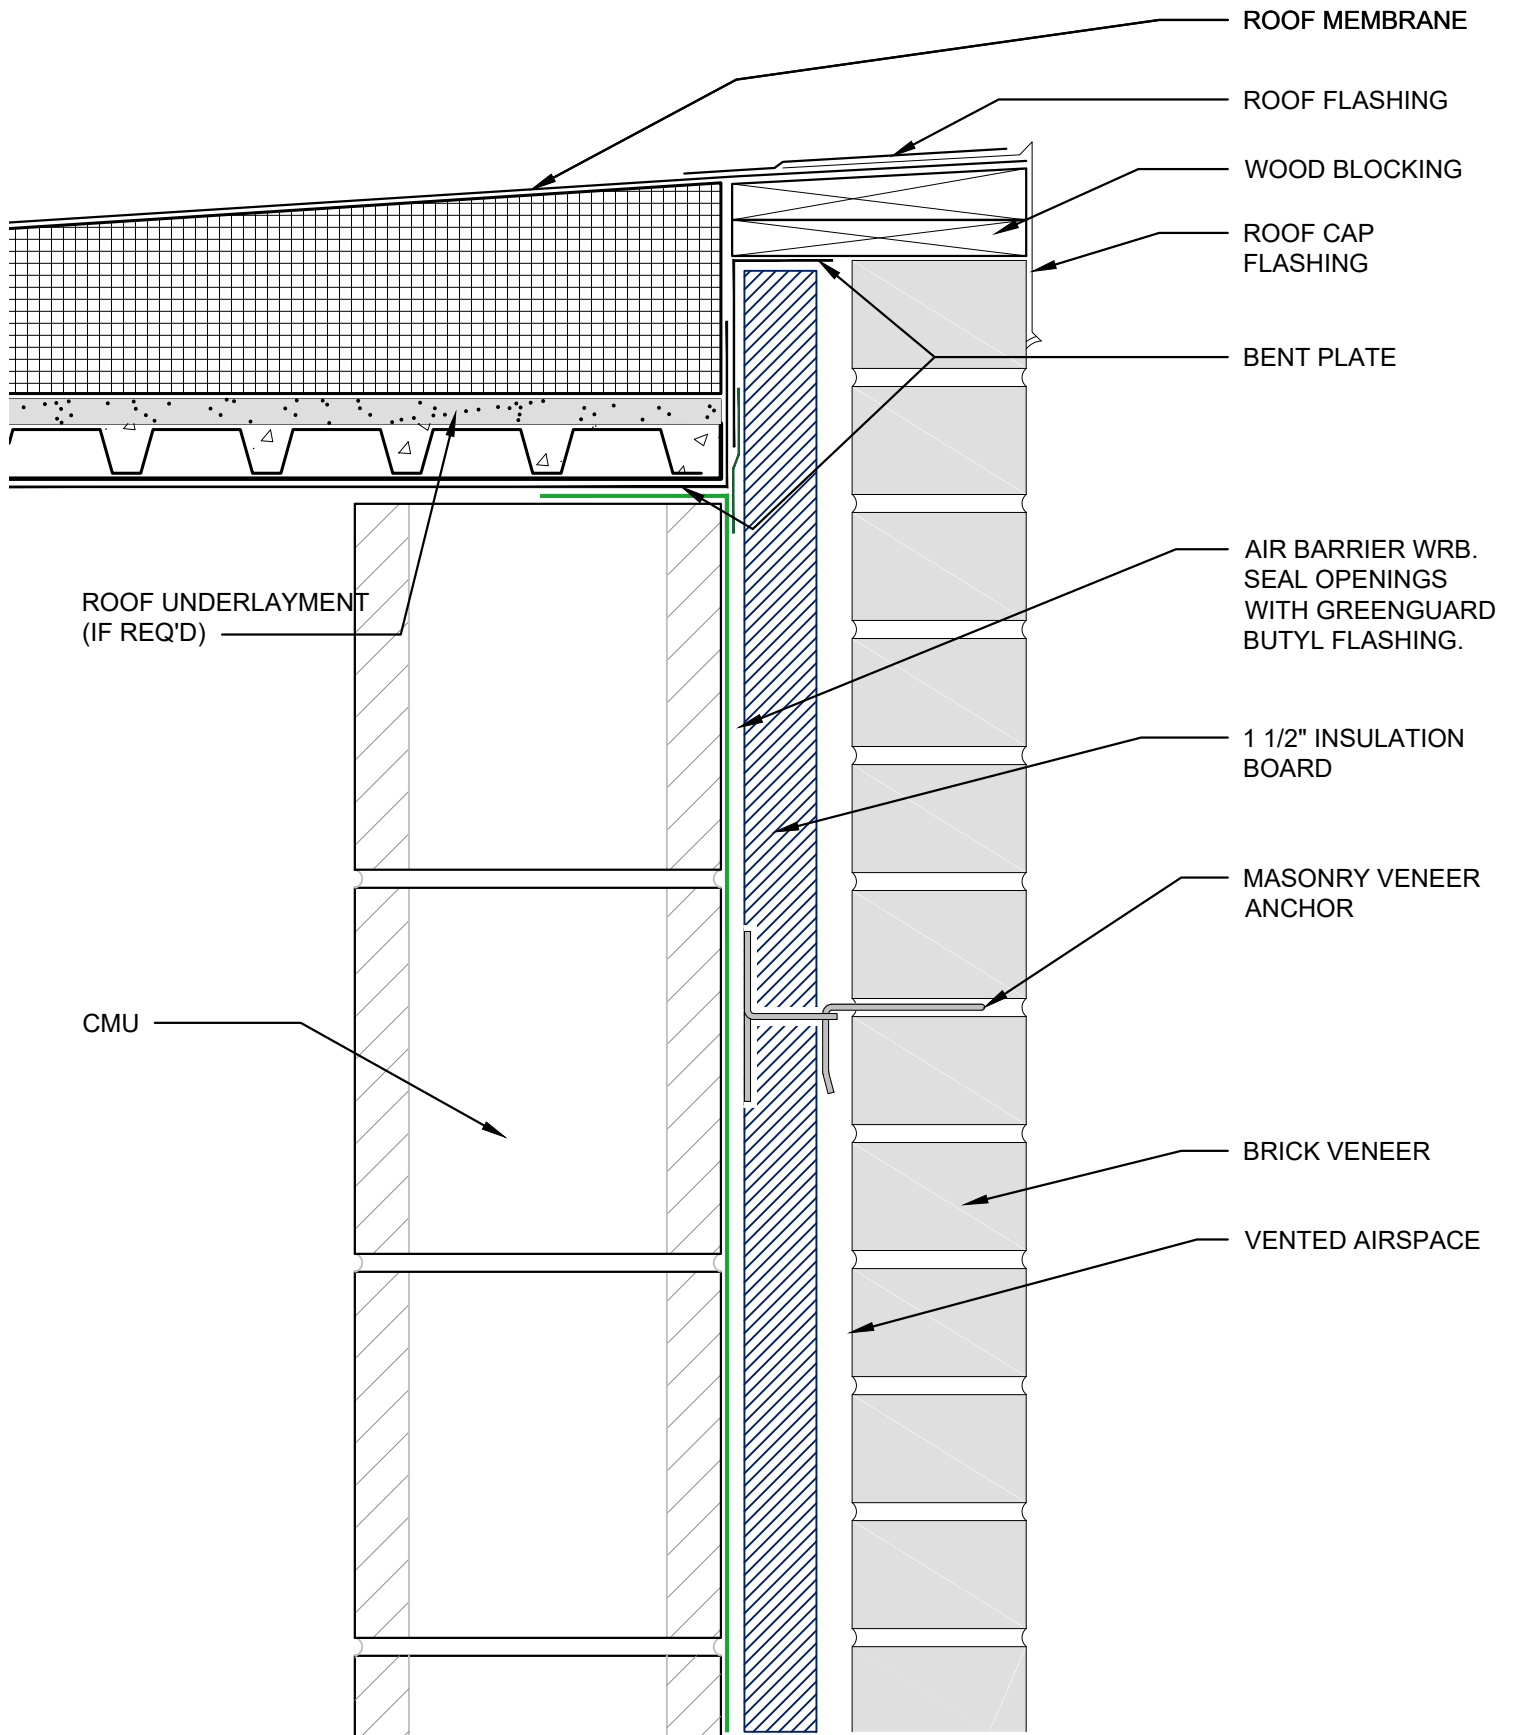 ROOF MEMBRANE
ROOF FLASHING
WOOD BLOCKING
ROOF CAP
FLASHING
BENT PLATE
AIR BARRIER WRB.
SEAL OPENINGS
WITH GREENGUARD
BUTYL FLASHING.
ROOF UNDERLAYMENT
(IF REQ'D)
1 1/2" INSULATION
BOARD
MASONRY VENEER
ANCHOR
CMU
BRICK VENEER
VENTED AIRSPACE